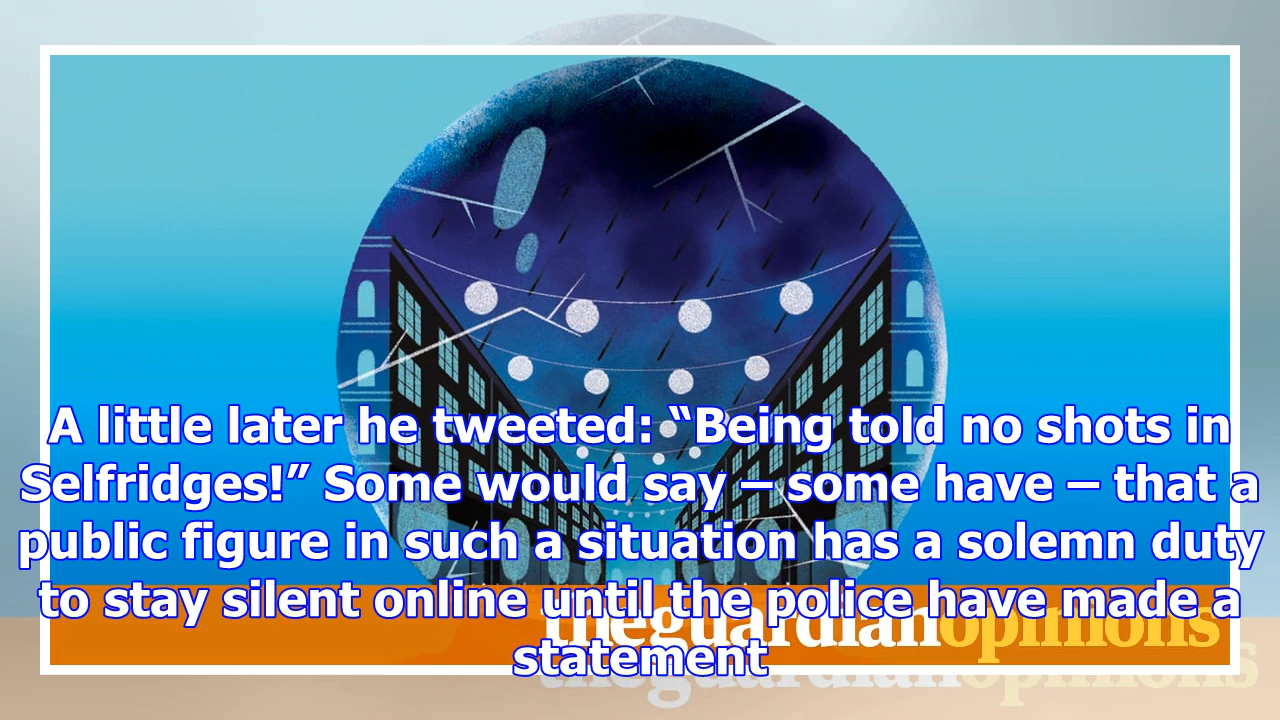 A little later he tweeted: “Being told no shots in
Selfridges!” Some would say – some have – that a
public figure in such a situation has a solemn duty
to stay silent online until the police have made a
statement
theguardianopinions
theguardianopinions